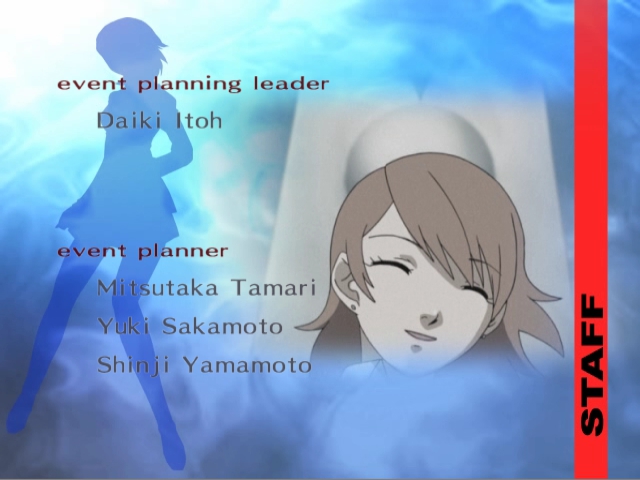 event planning leader
Daiki Itoh
event planner
Mitsutaka Tamari
Yuki Sakamoto
Shinji Yamamoto
STAFF